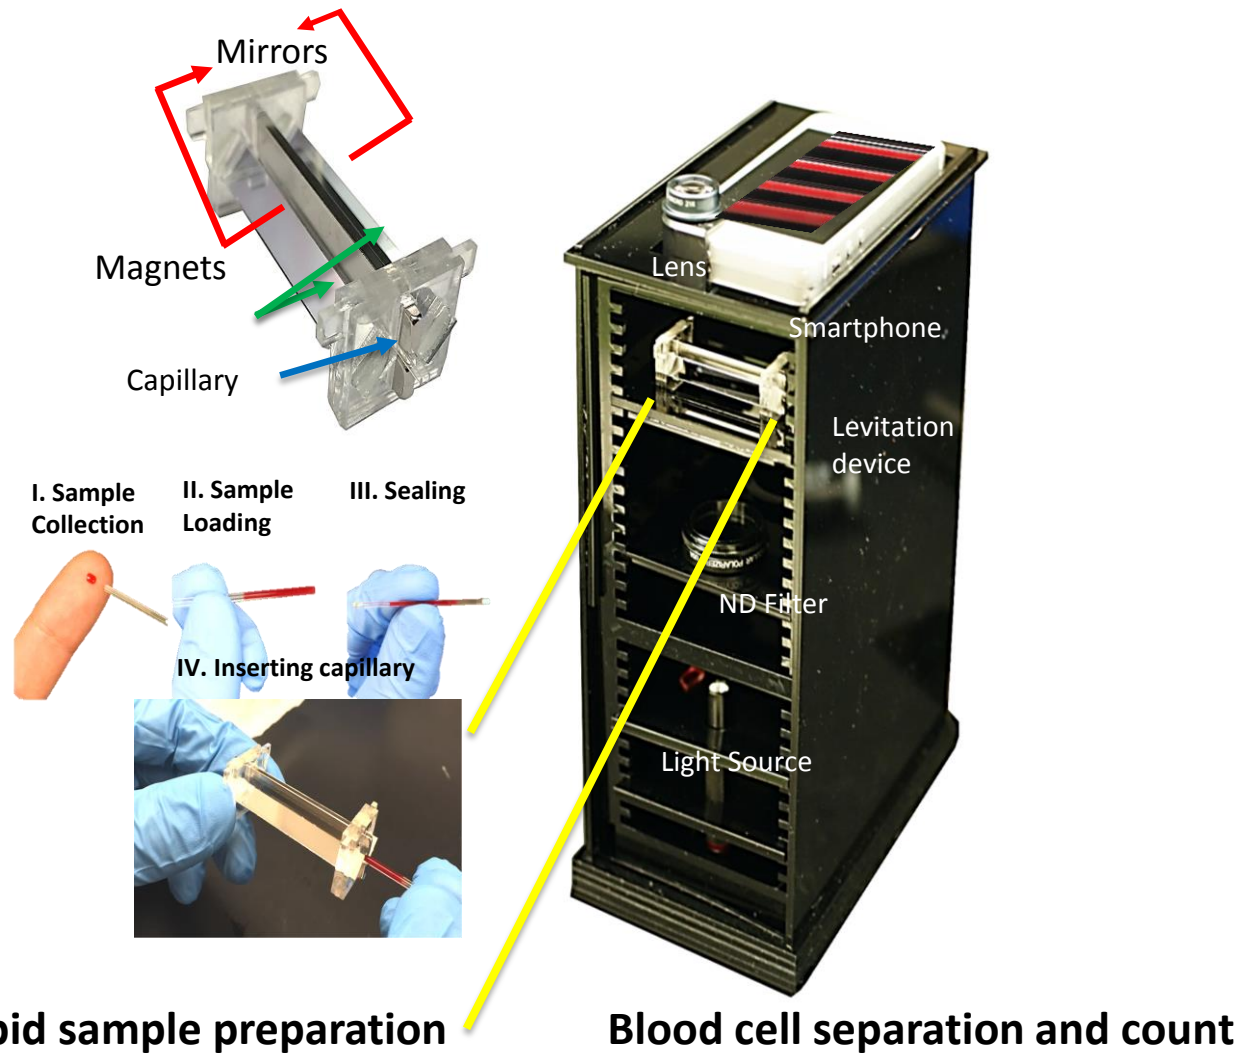 Mirrors
Magnets
Capillary
I. Sample
Collection
II. Sample
Loading
III. Sealing
IV. Inserting capillary
Lens
Smartphone
Levitation
device
ND Filter
Light Source
sample preparation
Blood cell separation and count